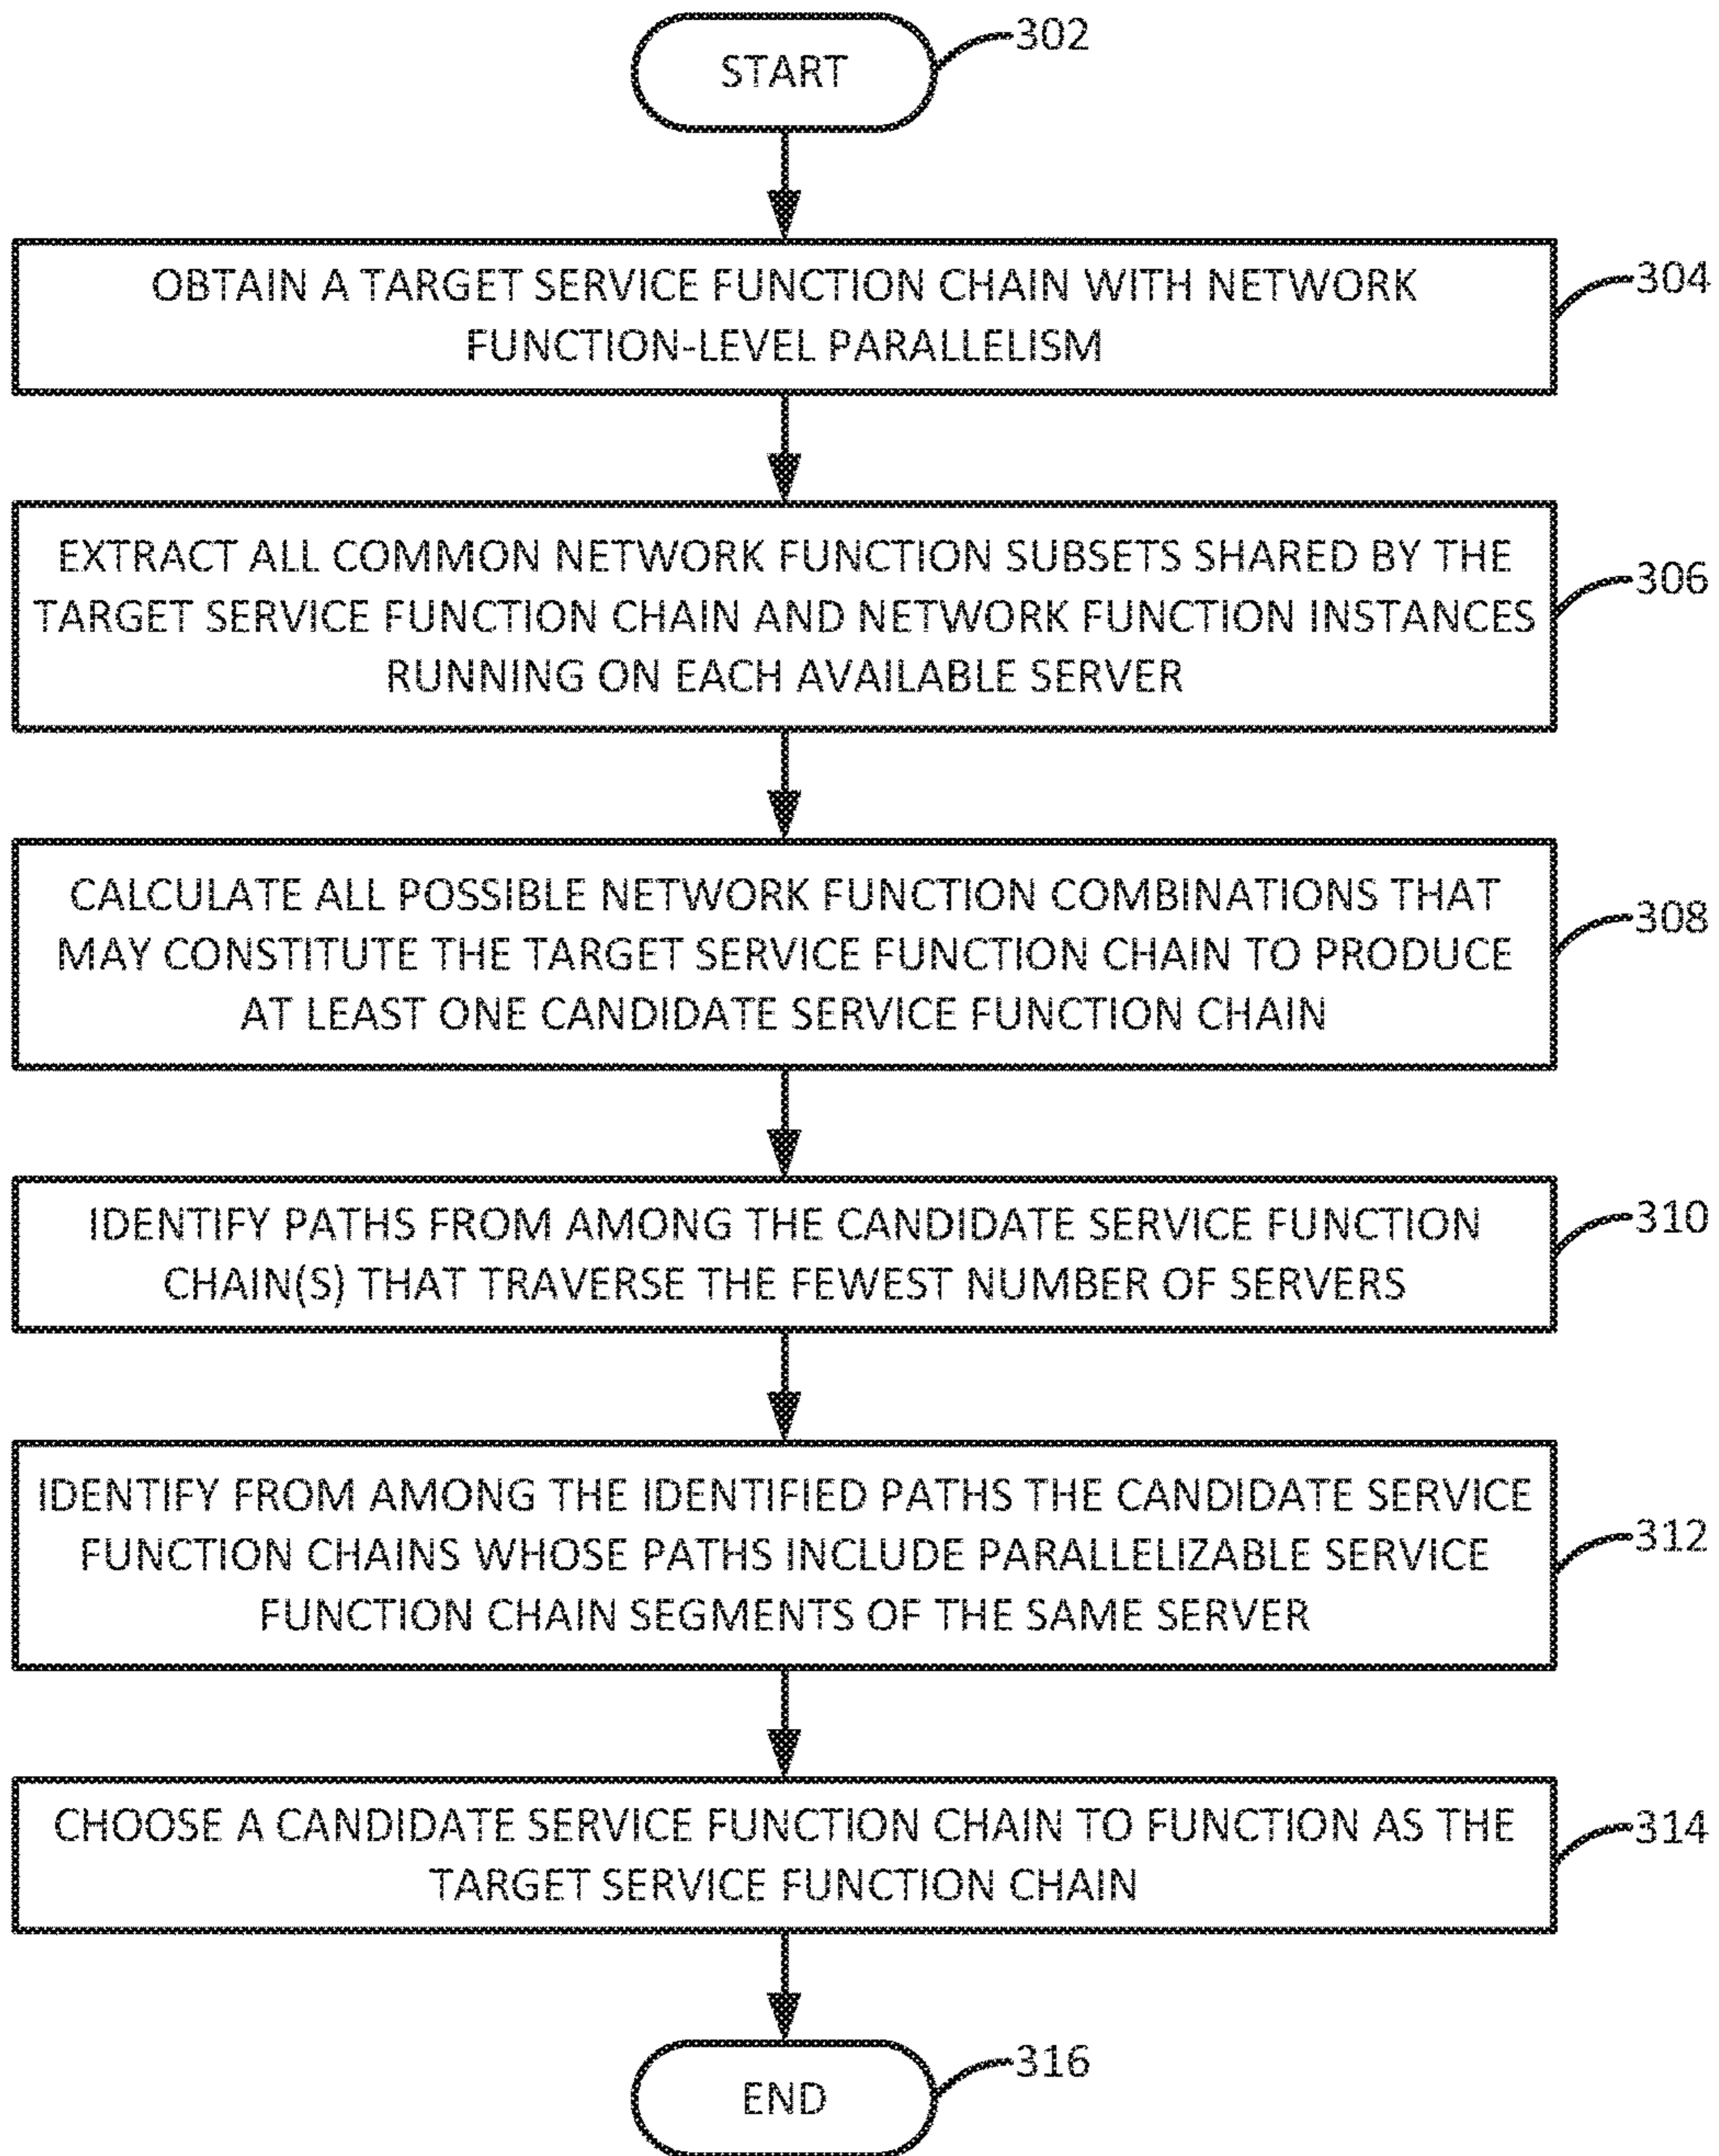 302
START
304
OBTAIN A TARGET SERVICE FUNCTION CHAIN WITH NETWORK
FUNCTION-LEVEL PARALLELISM
306
EXTRACT ALL COMMON NETWORK FUNCTION SUBSETS SHARED BY THE
TARGET SERVICE FUNCTION CHAIN AND NETWORK FUNCTION INSTANCES
RUNNING ON EACH AVAILABLE SERVER
308
CALCULATE ALL POSSIBLE NETWORK FUNCTION COMBINATIONS THAT
MAY CONSTITUTE THE TARGET SERVICE FUNCTION CHAIN TO PRODUCE
AT LEAST ONE CANDIDATE SERVICE FUNCTION CHAIN
310
IDENTIFY PATHS FROM AMONG THE CANDIDATE SERVICE FUNCTION
CHAIN(S) THAT TRAVERSE THE FEWEST NUMBER OF SERVERS
312
IDENTIFY FROM AMONG THE IDENTIFIED PATHS THE CANDIDATE SERVICE
FUNCTION CHAINS WHOSE PATHS INCLUDE PARALLELIZABLE SERVICE
FUNCTION CHAIN SEGMENTS OF THE SAME SERVER
314
CHOOSE A CANDIDATE SERVICE FUNCTION CHAIN TO FUNCTION AS THE
TARGET SERVICE FUNCTION CHAIN
316
END